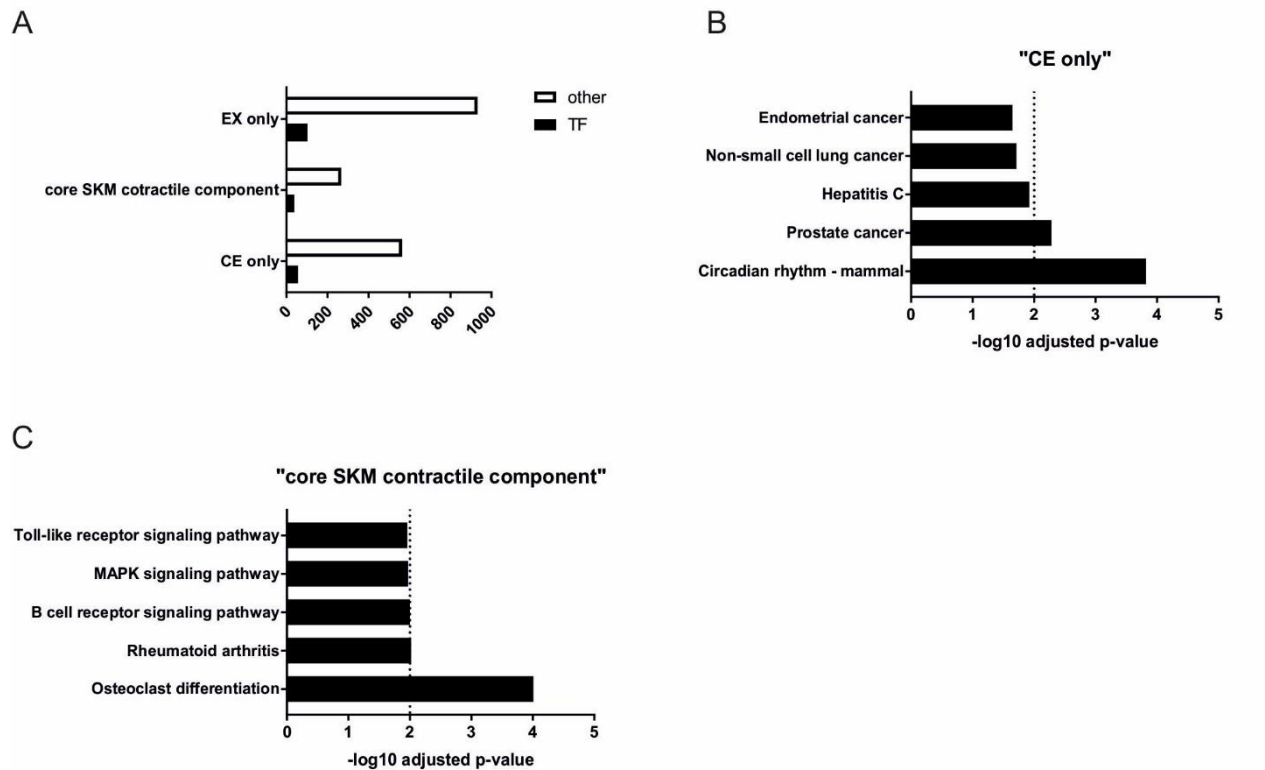 A
EX only
core SKM cotractile component
CE only
0 200 400 600 800 1000
other
TF
B
"CE only"
Endometrial cancer
Non-small cell lung cancer
Hepatitis C
Prostate cancer
Circadian rhythm - mammal
0 1 2 3 4 5
-log10 adjusted p-value
C
"core SKM contractile component"
Toll-like receptor signaling pathway
MAPK signaling pathway
B cell receptor signaling pathway
Rheumatoid arthritis
Osteoclast differentiation
0 1 2 3 4 5
-log10 adjusted p-value